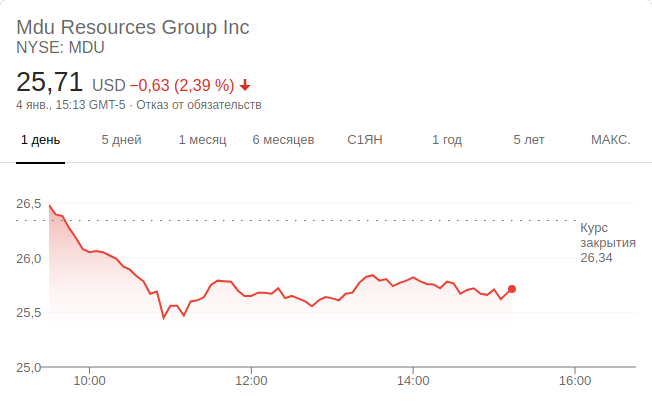 Mdu Resources Group Inc
NYSE: MDU
25,71 USD −0,63 (2,39 %)
4 янв., 15:13 GMT-5 · Отказ от обязательств
1 день 5 дней 1 месяц 6 месяцев С1ЯН 1 год 5 лет МАКС.
26,5
Курс
закрытия
26,34
26,0
25,5
25,0
10:00 12:00 14:00 16:00